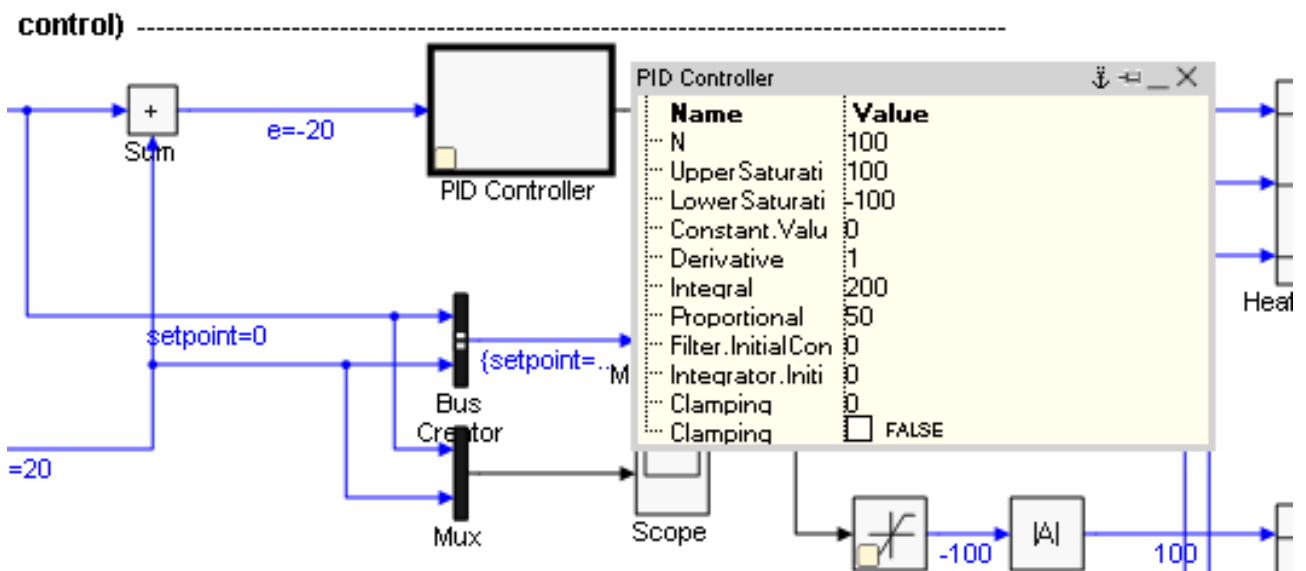 control) ----------------------------------------------------------------------
+
Sum
e=-20
PID Controller
PID Controller
Name Value
N 100
UpperSaturati 100
LowerSaturati -100
Constant.Valu 0
Derivative 1
Integral 200
Proportional 50
Filter.InitialCon 0
Integrator.Initi 0
Clamping 0
Clamping FALSE
Heat
setpoint=0
{setpoint=..
M
Bus
Creator
=20
Mux
Scope
-100
|A|
100